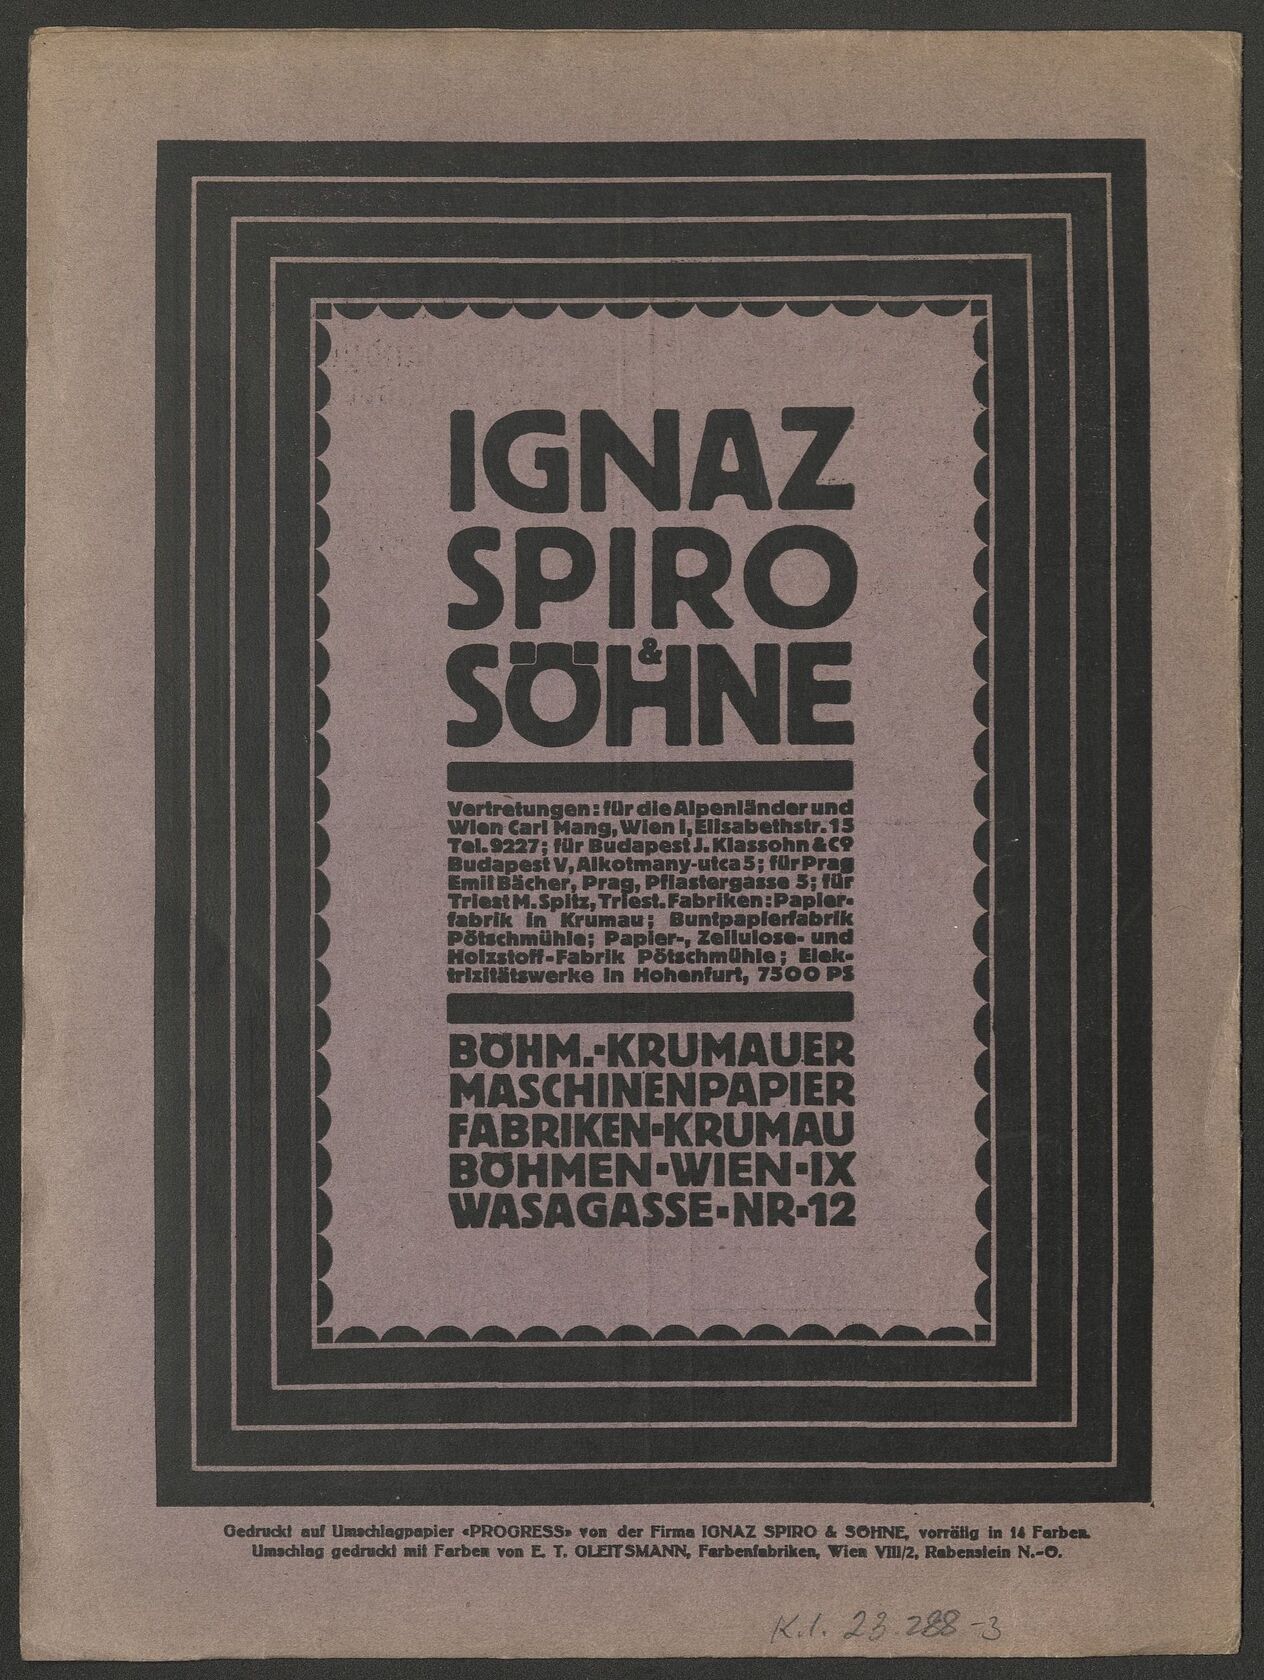 IGNAZ
SPIRO
&
SÖHNE
Vertretungen: für die Alpenländer und
Wien Carl Mang, Wien I, Elisabethstr. 15
Tel. 9227; für Budapest J. Klassohn & Co
Budapest V, Alkotmany-utca 5; für Prag
Emil Bächer, Prag, Pflastergasse 5; für
Triest M. Spitz, Triest. Fabriken: Papier-
fabrik in Krumau; Buntpapierfabrik
Pötschmühle; Papier-, Zellulose- und
Holzstoff-Fabrik Pötschmühle; Elek-
trizitätswerke in Hohenfurt, 7500 PS
BÖHM.-KRUMAUER
MASCHINENPAPIER
FABRIKEN-KRUMAU
BÖHMEN-WIEN-IX
WASAGASSE-NR-12
Gedruckt auf Umschlagpapier «PROGRESS» von der Firma IGNAZ SPIRO & SÖHNE, vorrätig in 14 Farben.
Umschlag gedruckt mit Farben von E. T. GLEITSMANN, Farbenfabriken, Wien VIII/2, Rabenstein N.-Ö.
K.I. 23.288-3